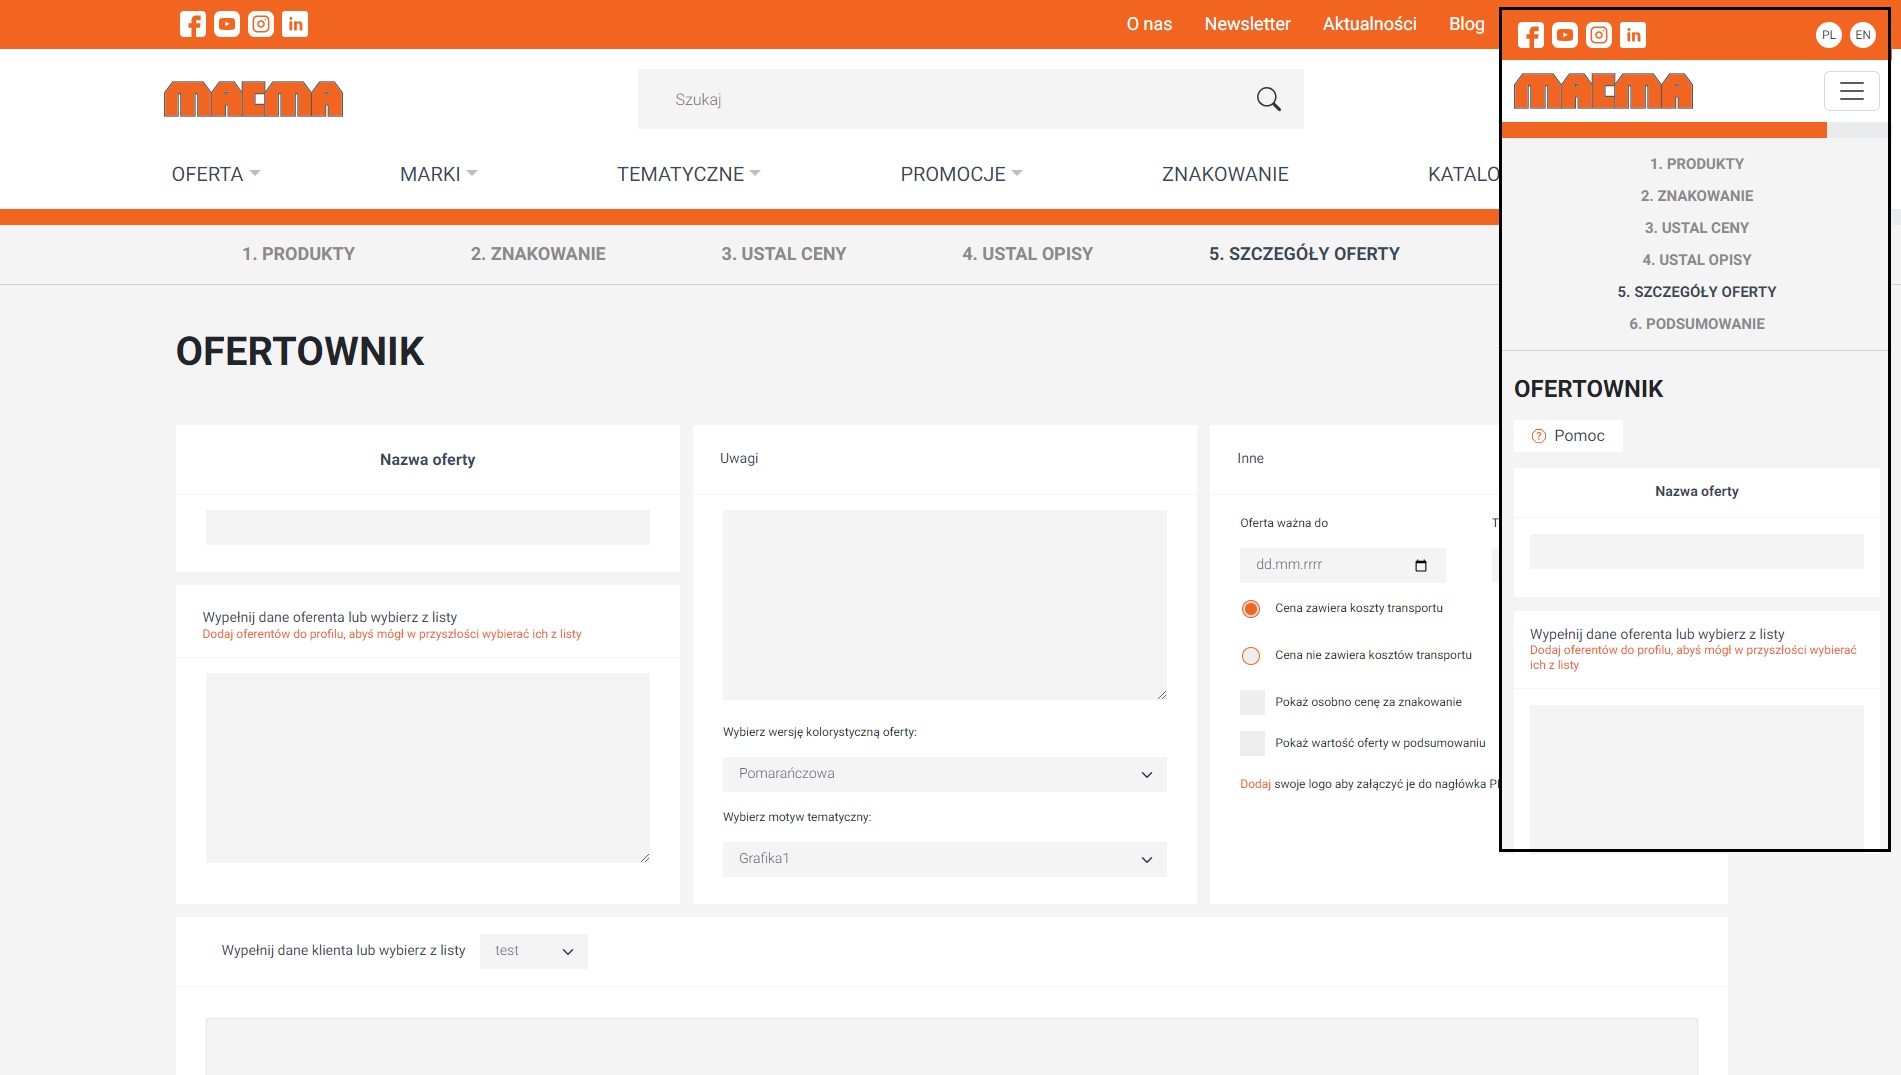 O nas Newsletter Aktualności Blog
MACMA
Szukaj
OFERTA MARKI TEMATYCZNE PROMOCJE ZNAKOWANIE KATALO
1. PRODUKTY 2. ZNAKOWANIE 3. USTAL CENY 4. USTAL OPISY 5. SZCZEGÓŁY OFERTY
OFERTOWNIK
Nazwa oferty
Wypełnij dane oferenta lub wybierz z listy
Dodaj oferentów do profilu, abyś mógł w przyszłości wybierać ich z listy
Uwagi
Wybierz wersję kolorystyczną oferty:
Pomarańczowa
Wybierz motyw tematyczny:
Grafika1
Inne
Oferta ważna do T
dd.mm.rrrr
Cena zawiera koszty transportu
Cena nie zawiera kosztów transportu
Pokaż osobno cenę za znakowanie
Pokaż wartość oferty w podsumowaniu
Dodaj swoje logo aby załączyć je do nagłówka P
Wypełnij dane klienta lub wybierz z listy test
PL EN
MACMA
1. PRODUKTY
2. ZNAKOWANIE
3. USTAL CENY
4. USTAL OPISY
5. SZCZEGÓŁY OFERTY
6. PODSUMOWANIE
OFERTOWNIK
Pomoc
Nazwa oferty
Wypełnij dane oferenta lub wybierz z listy
Dodaj oferentów do profilu, abyś mógł w przyszłości wybierać
ich z listy